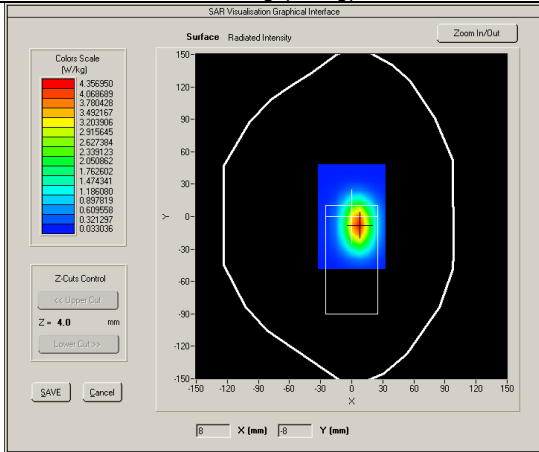 SAR Visualisation Graphical Interface
Surface Radiated Intensity
Zoom In/Out
Colors Scale
(W/kg)
4.356950
4.068689
3.780428
3.492167
3.203906
2.915645
2.627384
2.339123
2.050862
1.762602
1.474341
1.186080
0.897819
0.609558
0.321297
0.033036
Z-Cuts Control
<< Upper Cut
Z = 4.0 mm
Lower Cut >>
SAVE Cancel
150-
120-
90-
60-
30-
0-
-30-
-60-
-90-
-120-
-150-
Y
-150 -120 -90 -60 -30 0 30 60 90 120 150
X
8 X (mm) -8 Y (mm)